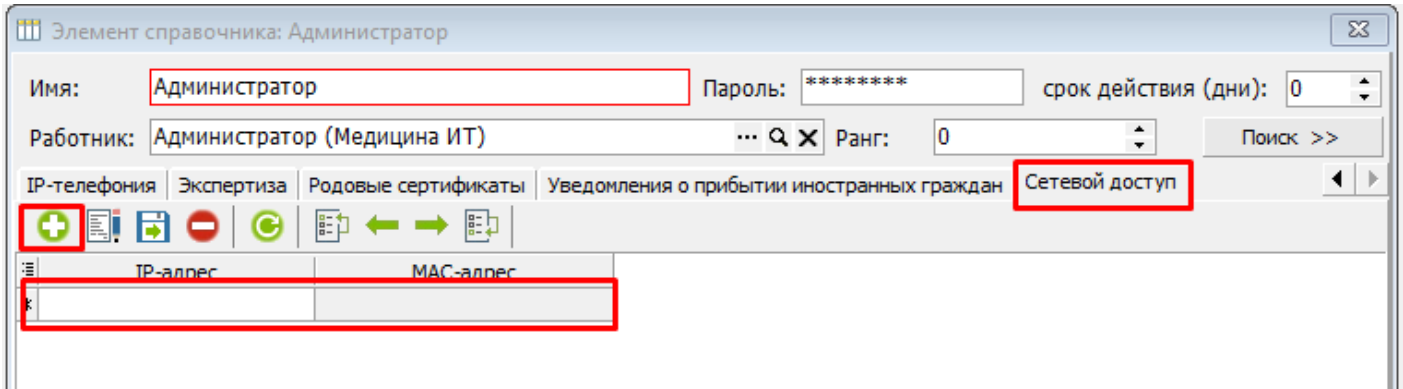 Элемент справочника: Администратор
Имя: Администратор Пароль: ******** срок действия (дни): 0
Работник: Администратор (Медицина ИТ) ... Ранг: 0 Поиск >>
IP-телефония Экспертиза Родовые сертификаты Уведомления о прибытии иностранных граждан Сетевой доступ
IP-адрес MAC-адрес
*